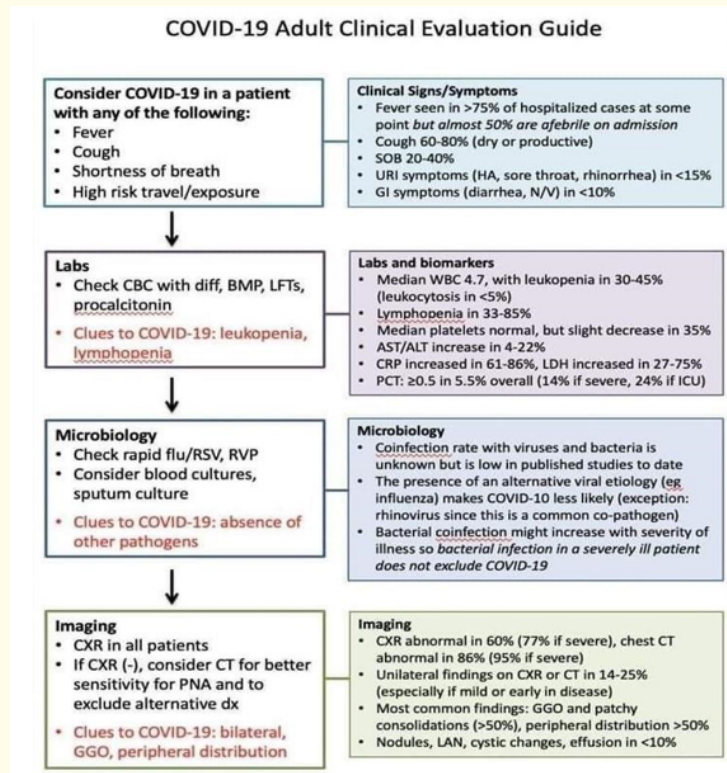 COVID-19 Adult Clinical Evaluation Guide
Consider COVID-19 in a patient
with any of the following:
• Fever
• Cough
• Shortness of breath
• High risk travel/exposure
Clinical Signs/Symptoms
• Fever seen in >75% of hospitalized cases at some
point but almost 50% are afebrile on admission
• Cough 60-80% (dry or productive)
• SOB 20-40%
• URI symptoms (HA, sore throat, rhinorrhea) in <15%
• GI symptoms (diarrhea, N/V) in <10%
Labs
• Check CBC with diff, BMP, LFTs,
procalcitonin
• Clues to COVID-19: leukopenia,
lymphopenia
Labs and biomarkers
• Median WBC 4.7, with leukopenia in 30-45%
(leukocytosis in <5%)
• Lymphopenia in 33-85%
• Median platelets normal, but slight decrease in 35%
• AST/ALT increase in 4-22%
• CRP increased in 61-86%, LDH increased in 27-75%
• PCT: ≥0.5 in 5.5% overall (14% if severe, 24% if ICU)
Microbiology
• Check rapid flu/RSV, RVP
• Consider blood cultures,
sputum culture
• Clues to COVID-19: absence of
other pathogens
Microbiology
• Coinfection rate with viruses and bacteria is
unknown but is low in published studies to date
• The presence of an alternative viral etiology (eg
influenza) makes COVID-10 less likely (exception:
rhinovirus since this is a common co-pathogen)
• Bacterial coinfection might increase with severity of
illness so bacterial infection in a severely ill patient
does not exclude COVID-19
Imaging
• CXR in all patients
• If CXR (-), consider CT for better
sensitivity for PNA and to
exclude alternative dx
• Clues to COVID-19: bilateral,
GGO, peripheral distribution
Imaging
• CXR abnormal in 60% (77% if severe), chest CT
abnormal in 86% (95% if severe)
• Unilateral findings on CXR or CT in 14-25%
(especially if mild or early in disease)
• Most common findings: GGO and patchy
consolidations (>50%), peripheral distribution >50%
• Nodules, LAN, cystic changes, effusion in <10%